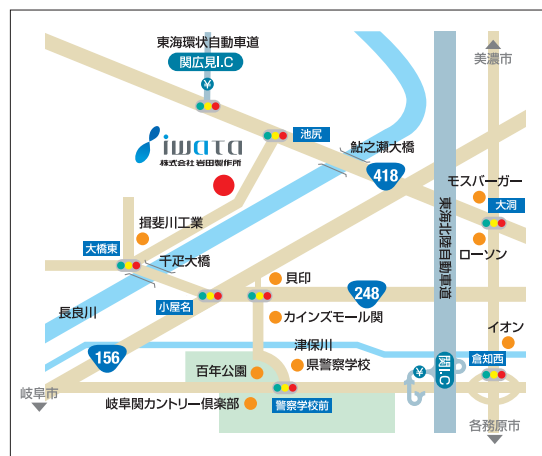 東海環状自動車道
関広見I.C
¥
美濃市
池尻
iwata
株式会社 岩田製作所
鮎之瀬大橋
418
モスバーガー
大洞
ローソン
揖斐川工業
大橋東
千疋大橋
東海北陸自動車道
貝印
248
小屋名
長良川
カインズモール関
イオン
津保川
156
県警察学校
百年公園
¥
関I.C
倉知西
岐阜市
岐阜関カントリー倶楽部
警察学校前
各務原市